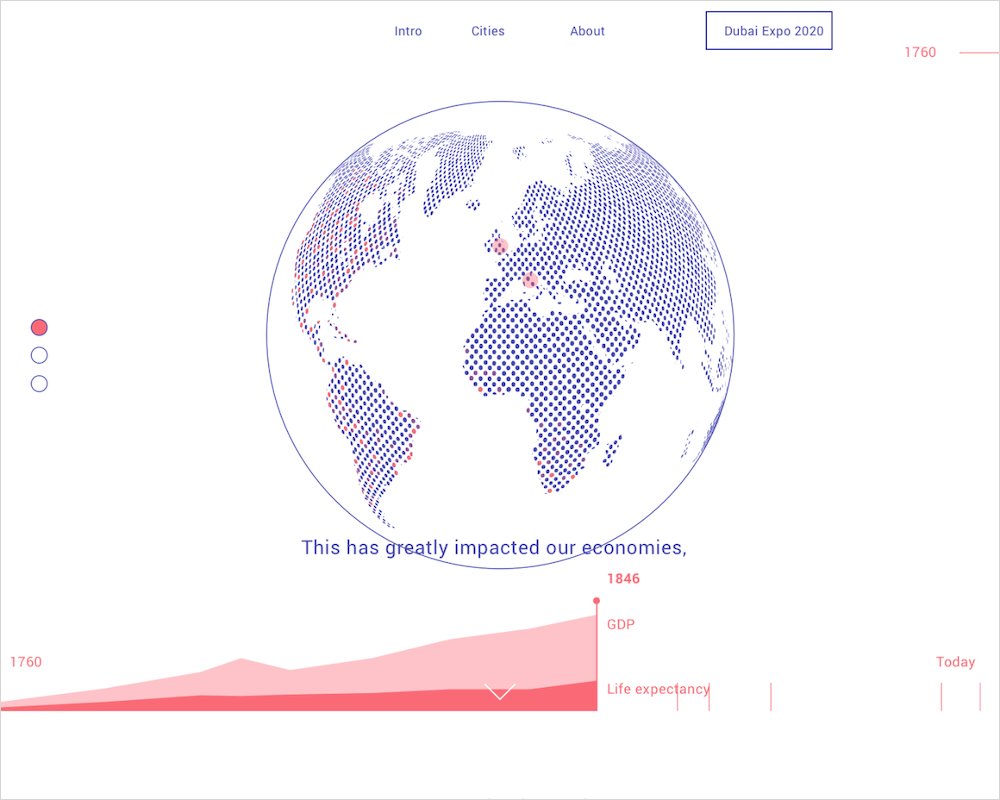 Intro
Cities
About
Dubai Expo 2020
1760
This has greatly impacted our economies,
1846
GDP
1760
Today
Life expectancy